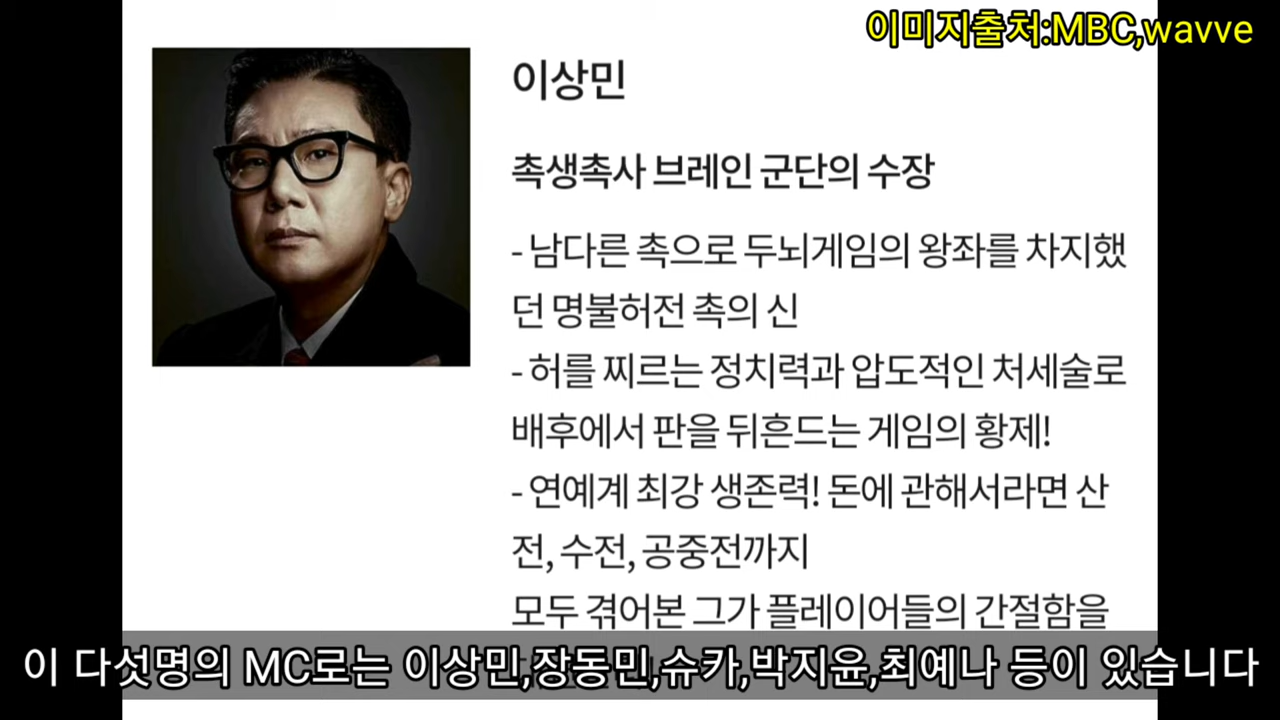 이미지출처:MBC,wavve
이상민
촉생촉사 브레인 군단의 수장
- 남다른 촉으로 두뇌게임의 왕좌를 차지했
던 명불허전 촉의 신
- 허를 찌르는 정치력과 압도적인 처세술로
배후에서 판을 뒤흔드는 게임의 황제!
- 연예계 최강 생존력! 돈에 관해서라면 산
전, 수전, 공중전까지
모두 겪어본 그가 플레이어들의 간절함을
이 다섯명의 MC로는 이상민,장동민,슈카,박지윤,최예나 등이 있습니다